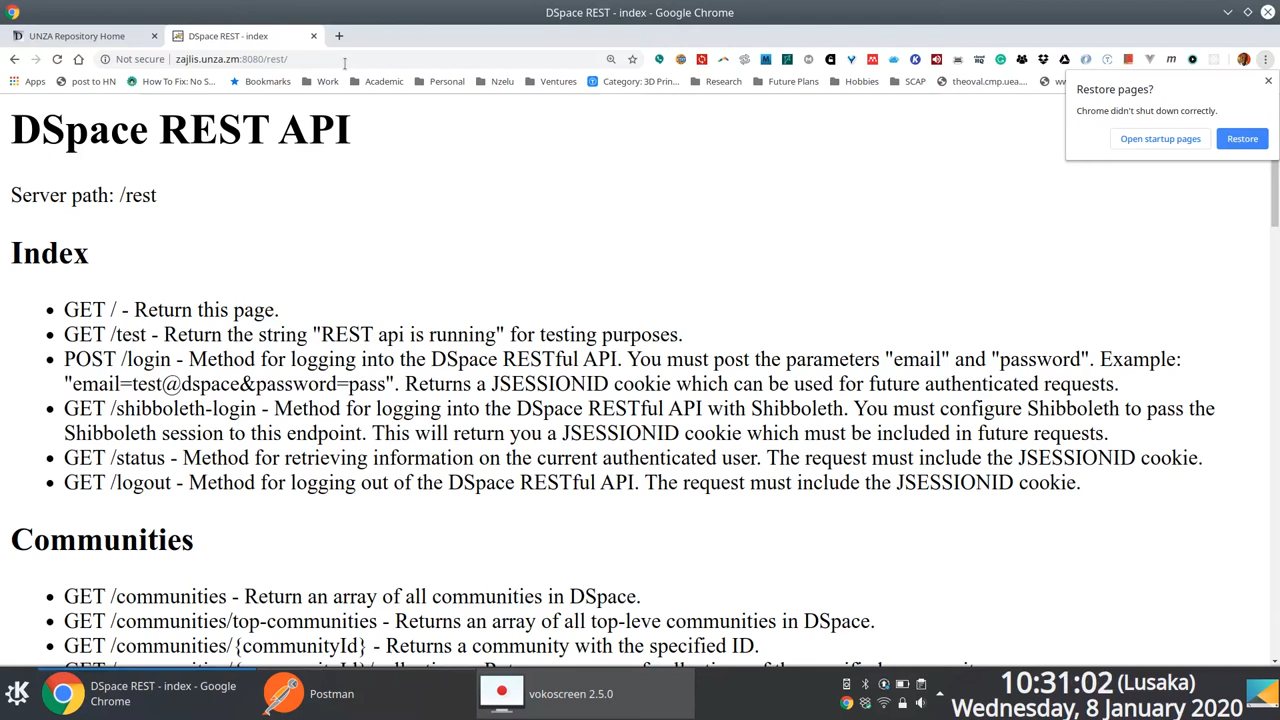 DSpace REST - index - Google Chrome
UNZA Repository Home
DSpace REST - index
Not secure | zajlis.unza.zm:8080/rest/
Apps
post to HN
How To Fix: No S...
Bookmarks
Work
Academic
Personal
Nzelu
Ventures
Category: 3D Prin...
Research
Future Plans
Hobbies
SCAP
theoval.cmp.uea...
Restore pages?
Chrome didn't shut down correctly.
Open startup pages
Restore
DSpace REST API
Server path: /rest
Index
• GET / - Return this page.
• GET /test - Return the string "REST api is running" for testing purposes.
• POST /login - Method for logging into the DSpace RESTful API. You must post the parameters "email" and "password". Example:
"email=test@dspace&password=pass". Returns a JSESSIONID cookie which can be used for future authenticated requests.
• GET /shibboleth-login - Method for logging into the DSpace RESTful API with Shibboleth. You must configure Shibboleth to pass the
Shibboleth session to this endpoint. This will return you a JSESSIONID cookie which must be included in future requests.
• GET /status - Method for retrieving information on the current authenticated user. The request must include the JSESSIONID cookie.
• GET /logout - Method for logging out of the DSpace RESTful API. The request must include the JSESSIONID cookie.
Communities
• GET /communities - Return an array of all communities in DSpace.
• GET /communities/top-communities - Returns an array of all top-leve communities in DSpace.
• GET /communities/{communityId} - Returns a community with the specified ID.
DSpace REST - index - Google
Chrome
Postman
vokoscreen 2.5.0
10:31:02 (Lusaka)
Wednesday, 8 January 2020